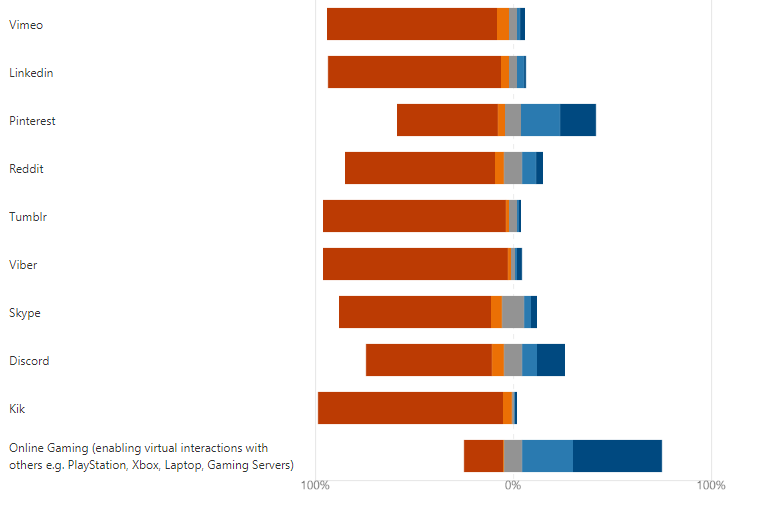 Vimeo
Linkedin
Pinterest
Reddit
Tumblr
Viber
Skype
Discord
Kik
Online Gaming (enabling virtual interactions with
others e.g. PlayStation, Xbox, Laptop, Gaming Servers)
100% 0% 100%